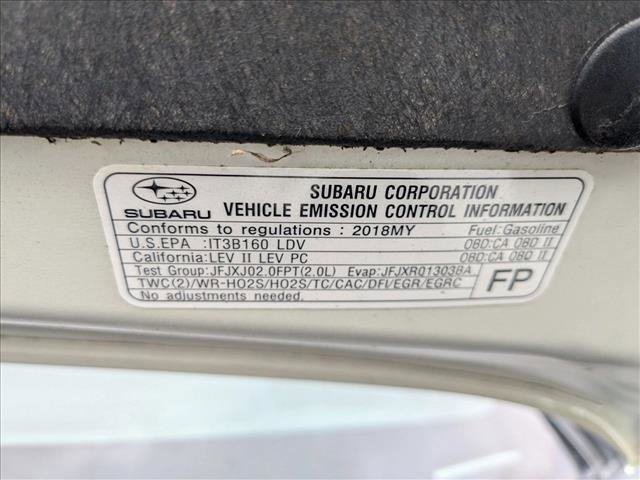 SUBARU
SUBARU CORPORATION
VEHICLE EMISSION CONTROL INFORMATION
Conforms to regulations : 2018MY Fuel:Gasoline
U.S.EPA :IT3B160 LDV OBD:CA OBD II
California:LEV II LEV PC OBD:CA OBD II
Test Group:JFJXJ02.0FPT(2.0L) Evap:JFJXR01303BA
TWC(2)/WR-HO2S/HO2S/TC/CAC/DFI/EGR/EGRC
No adjustments needed.
FP